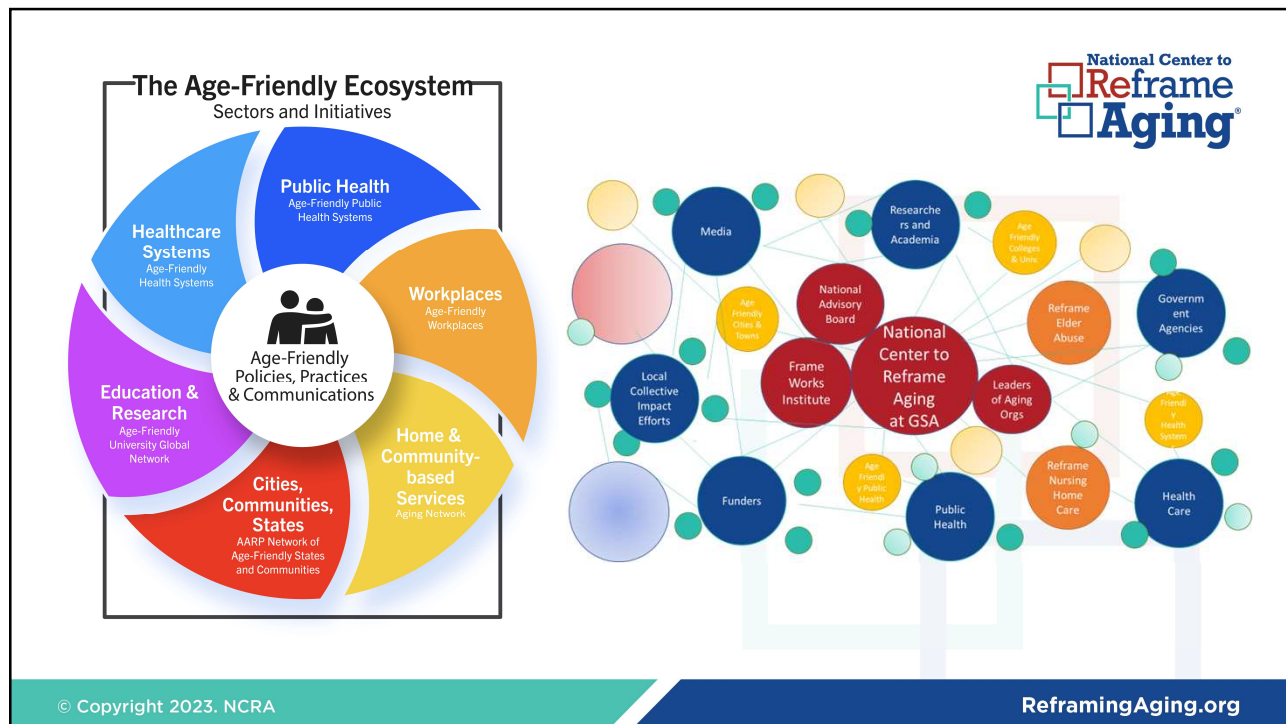 The Age-Friendly Ecosystem
Sectors and Initiatives
Public Health
Age-Friendly Public
Health Systems
Healthcare
Systems
Age-Friendly
Health Systems
Workplaces
Age-Friendly
Workplaces
Age-Friendly
Policies, Practices
& Communications
Education &
Research
Age-Friendly
University Global
Network
Home &
Community-
based
Services
Aging Network
Cities,
Communities,
States
AARP Network of
Age-Friendly States
and Communities
National Center to
Reframe
Aging®
Media
Researche
rs and
Academia
Age
Friendly
Colleges
& Univ.
National
Advisory
Board
Age
Friendly
Cities &
Towns
National
Center to
Reframe
Aging
at GSA
Reframe
Elder
Abuse
Governm
ent
Agencies
Frame
Works
Institute
Leaders
of Aging
Orgs
Local
Collective
Impact
Efforts
Friendl
y
Health
System
Funders
Age
Friendl
y Public
Health
Public
Health
Reframe
Nursing
Home
Care
Health
Care
© Copyright 2023. NCRA
ReframingAging.org